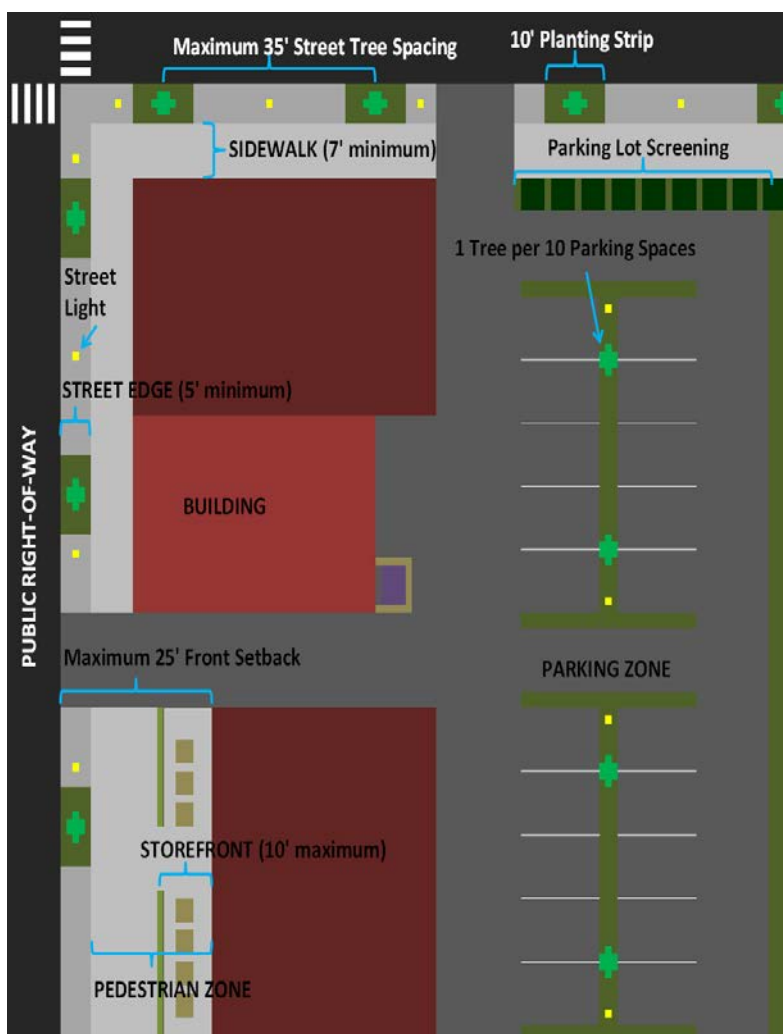 Maximum 35' Street Tree Spacing
10' Planting Strip
SIDEWALK (7' minimum)
Parking Lot Screening
1 Tree per 10 Parking Spaces
Street
Light
STREET EDGE (5' minimum)
BUILDING
PUBLIC RIGHT-OF-WAY
Maximum 25' Front Setback
PARKING ZONE
STOREFRONT (10' maximum)
PEDESTRIAN ZONE